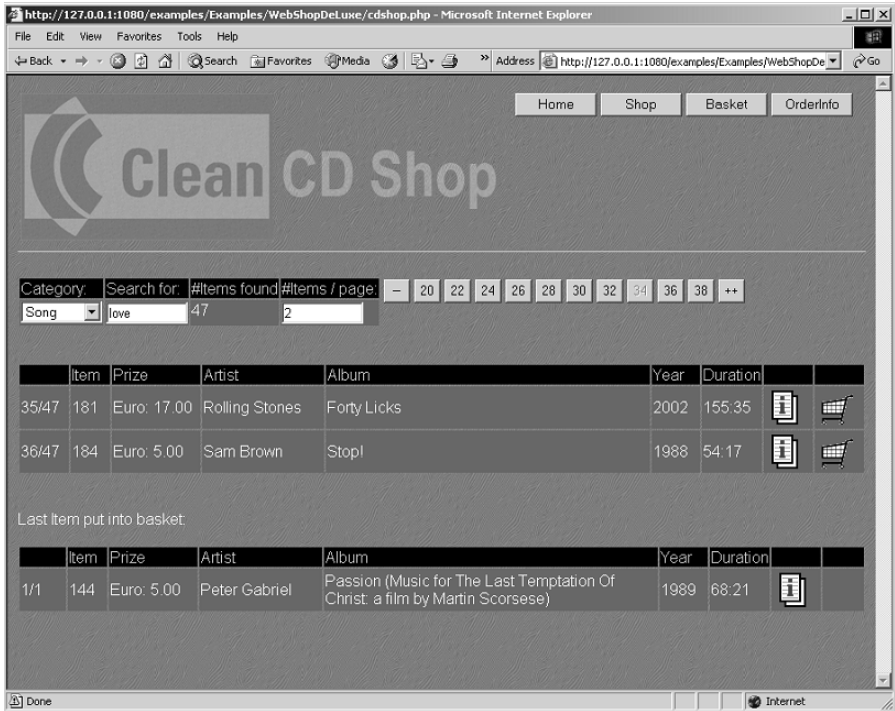 http://127.0.0.1:1080/examples/Examples/WebShopDeLuxe/cdshop.php - Microsoft Internet Explorer
File Edit View Favorites Tools Help
Back Search Favorites Media » Address http://127.0.0.1:1080/examples/Examples/WebShopDe Go
Home Shop Basket OrderInfo
Clean CD Shop
Category: Search for: #Items found #Items / page: -- 20 22 24 26 28 30 32 34 36 38 ++
Song love 47 2
Item Prize Artist Album Year Duration
35/47 181 Euro: 17.00 Rolling Stones Forty Licks 2002 155:35
36/47 184 Euro: 5.00 Sam Brown Stop! 1988 54:17
Last Item put into basket:
Item Prize Artist Album Year Duration
1/1 144 Euro: 5.00 Peter Gabriel Passion (Music for The Last Temptation Of 1989 68:21
Christ: a film by Martin Scorsese)
Done Internet